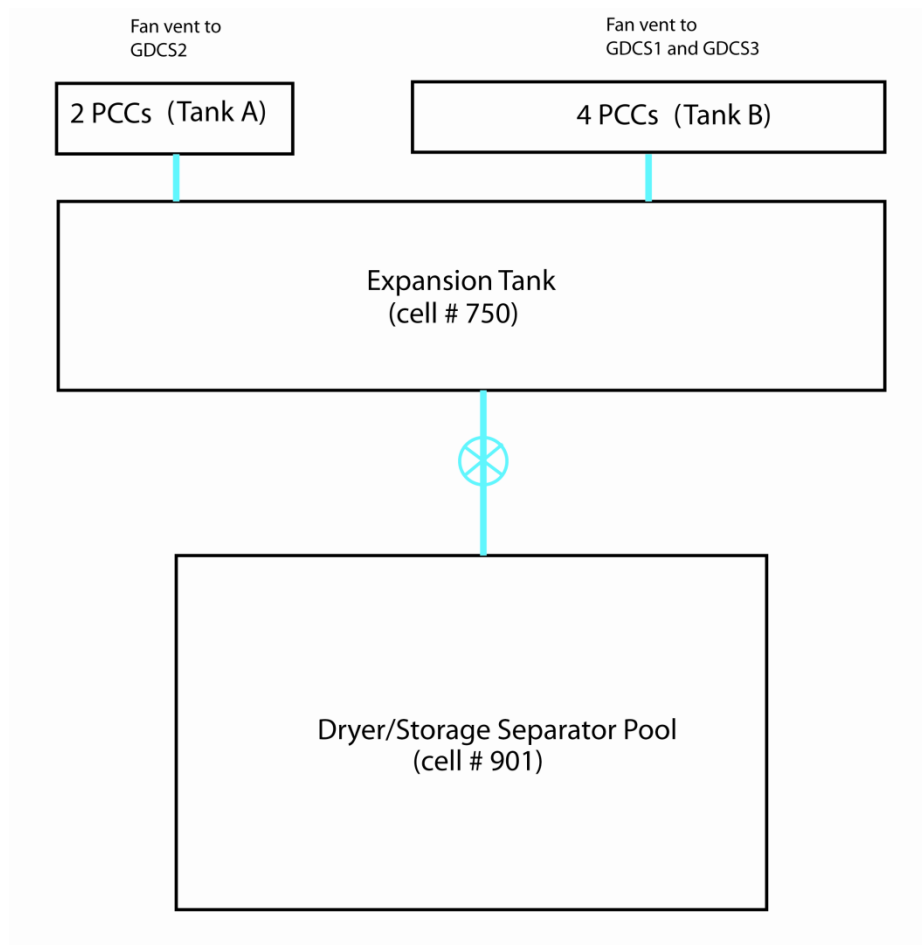 Fan vent to
GDCS2
Fan vent to
GDCS1 and GDCS3
2 PCCs (Tank A)
4 PCCs (Tank B)
Expansion Tank
(cell # 750)
Dryer/Storage Separator Pool
(cell # 901)